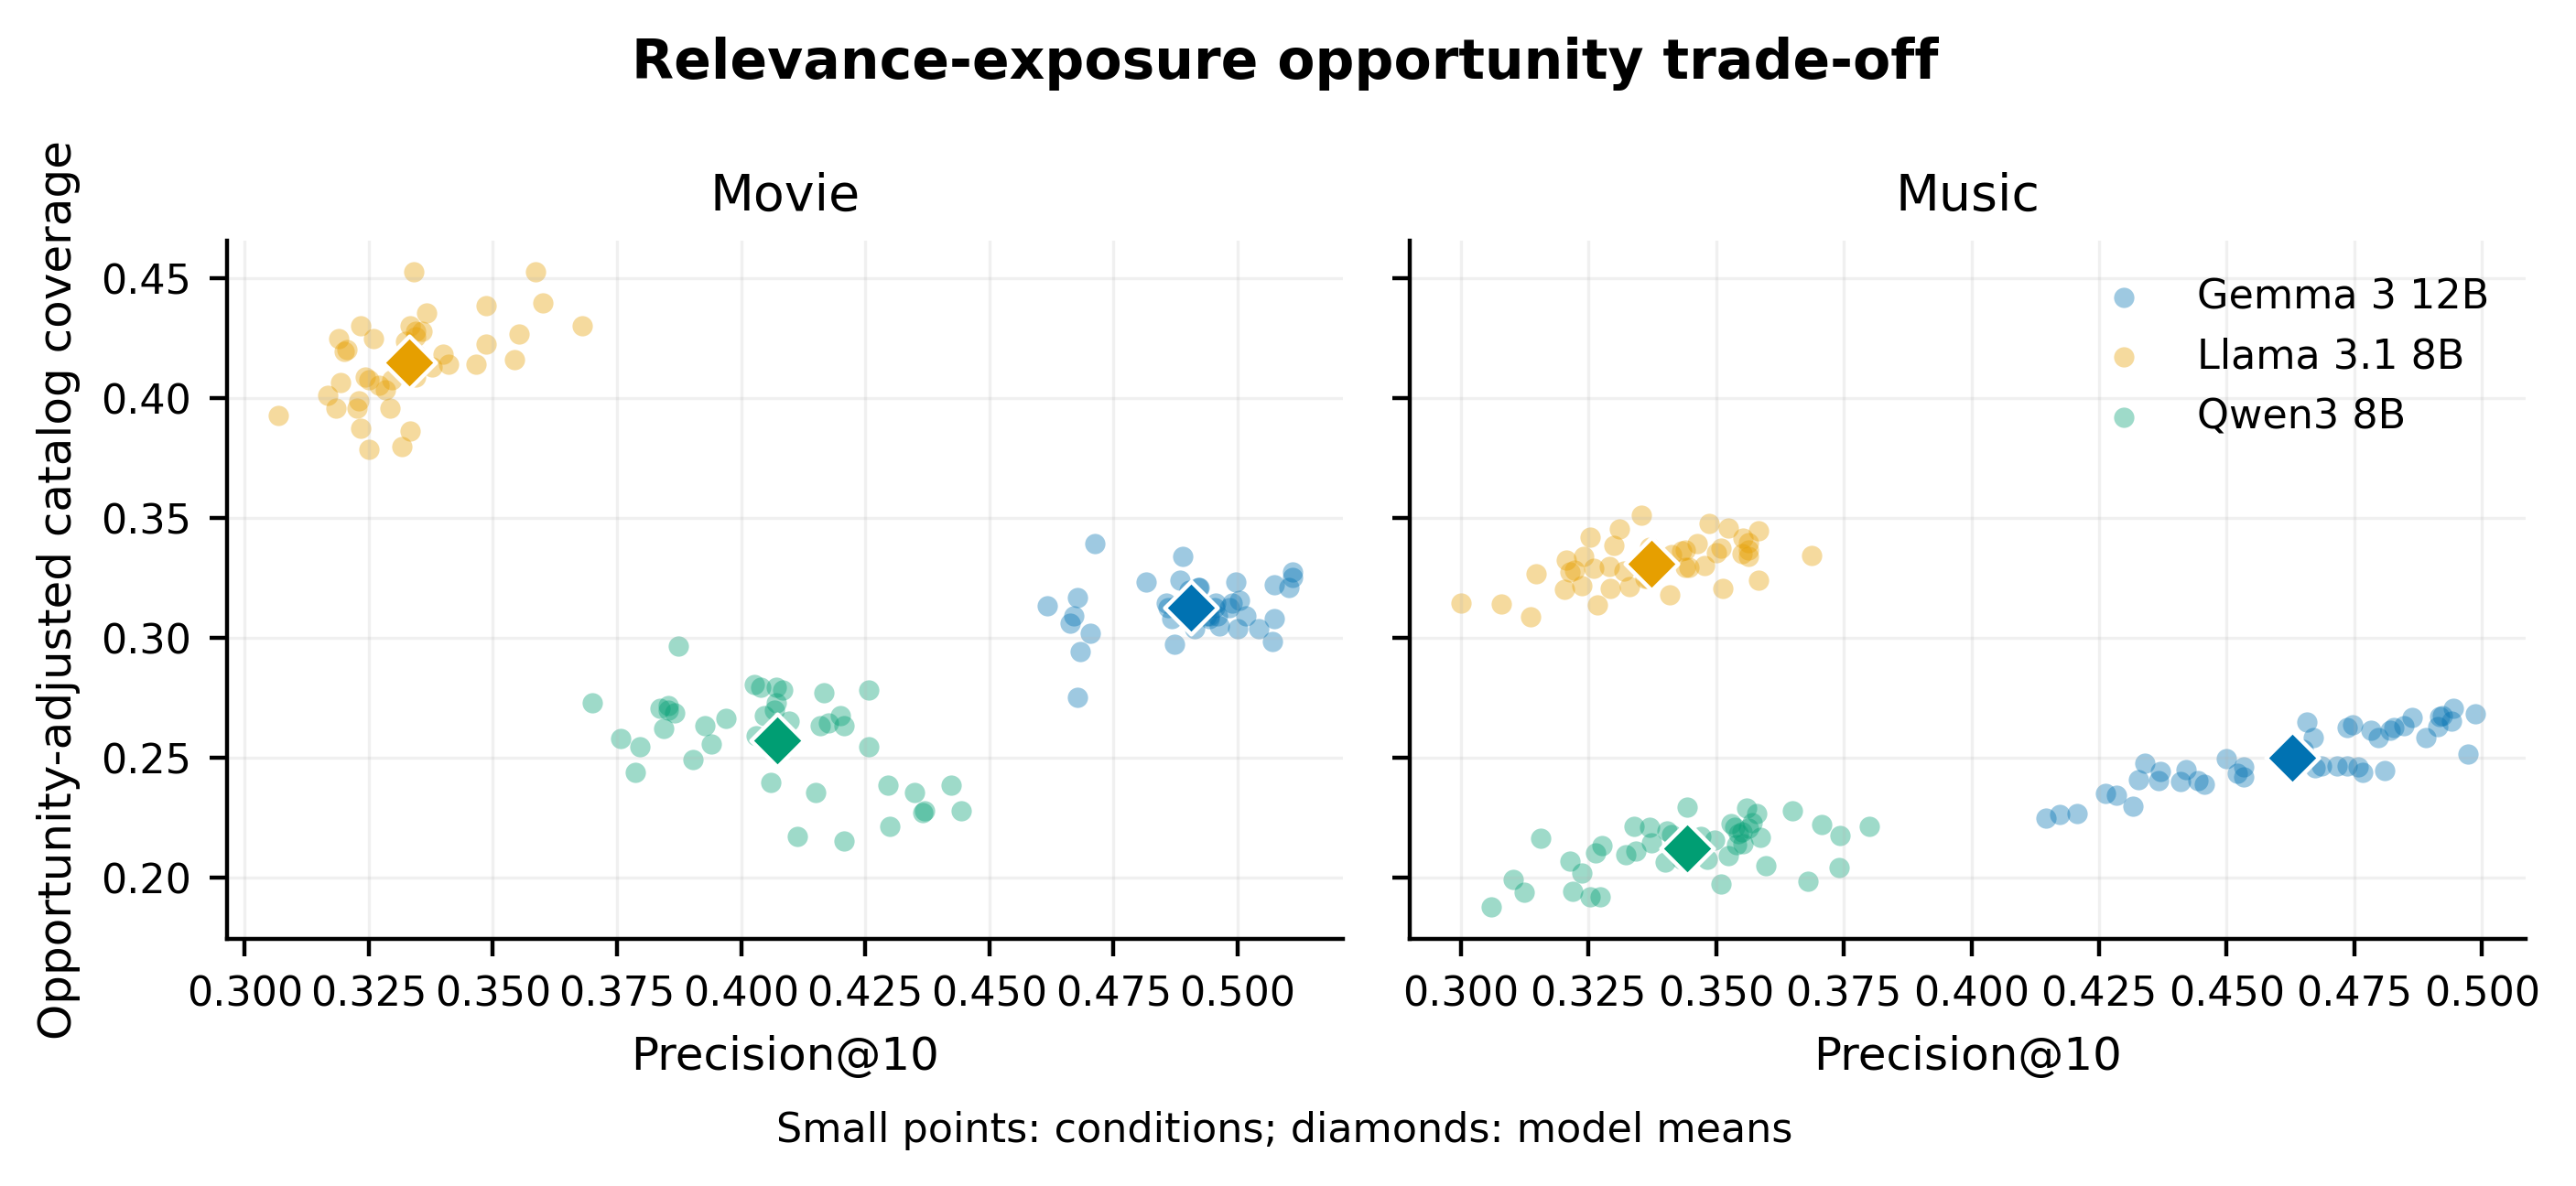 Relevance-exposure opportunity trade-off
Movie
Music
Opportunity-adjusted catalog coverage
0.45
0.40
0.35
0.30
0.25
0.20
Gemma 3 12B
Llama 3.1 8B
Qwen3 8B
0.300 0.325 0.350 0.375 0.400 0.425 0.450 0.475 0.500
0.300 0.325 0.350 0.375 0.400 0.425 0.450 0.475 0.500
Precision@10
Precision@10
Small points: conditions; diamonds: model means